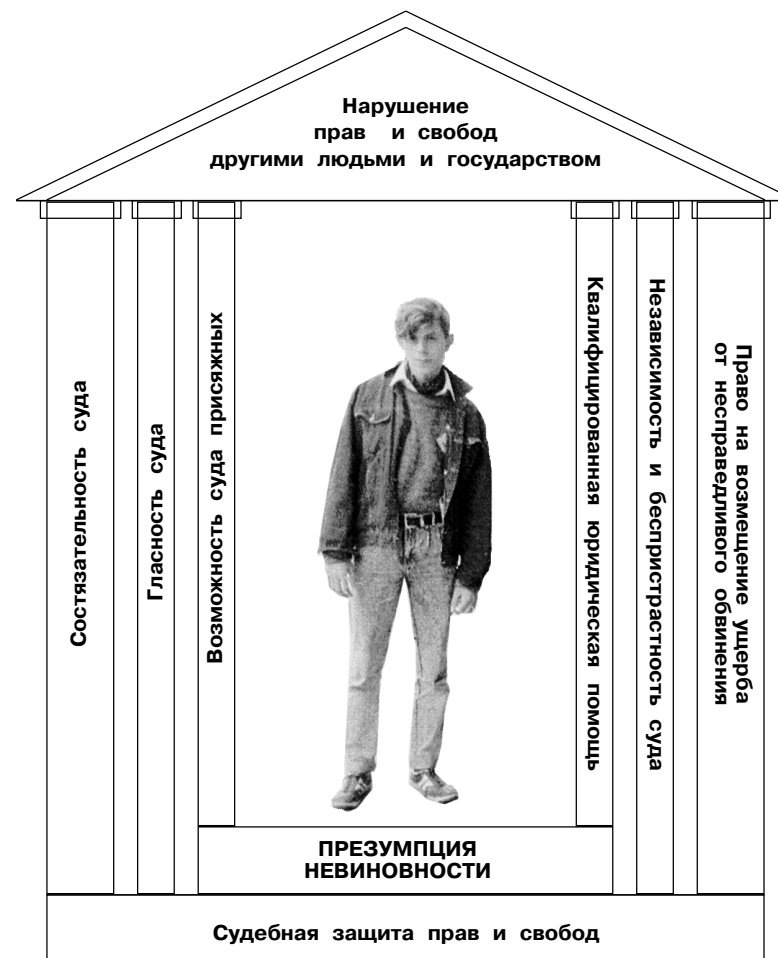 Нарушение
прав и свобод
другими людьми и государством
Состязательность суда
Гласность суда
Возможность суда присяжных
Квалифицированная юридическая помощь
Независимость и беспристрастность суда
Право на возмещение ущерба
от несправедливого обвинения
ПРЕЗУМПЦИЯ
НЕВИНОВНОСТИ
Судебная защита прав и свобод